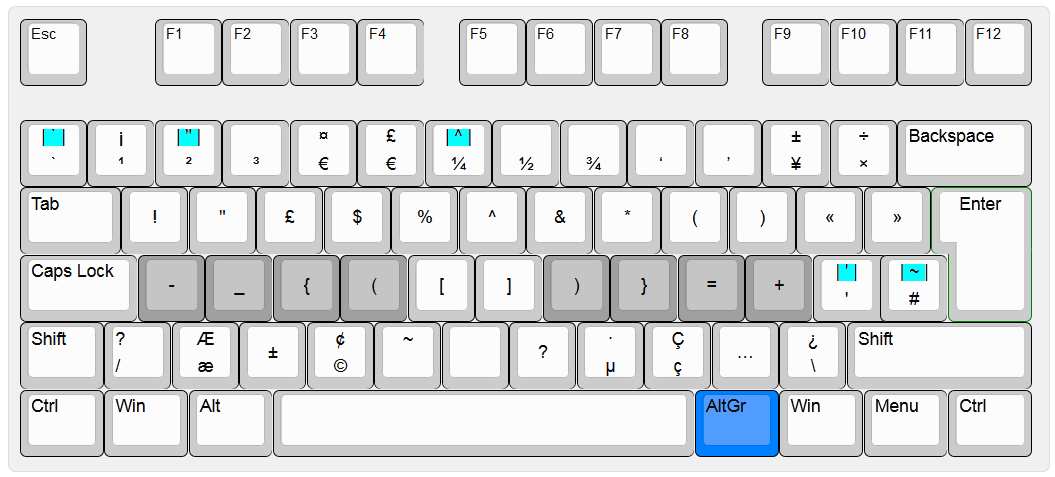 Esc F1 F2 F3 F4 F5 F6 F7 F8 F9 F10 F11 F12
` ¡ " ¤ £ ^ ± ÷ Backspace
` ¹ ² ³ € € ¼ ½ ¾ ‘ ’ ¥ ×
Tab ! " £ $ % ^ & * ( ) « » Enter
Caps Lock - _ { ( [ ] ) } = + ' ~
' #
Shift ? Æ ± ¢ ~ ? · Ç … ¿ Shift
/ æ © µ ç \
Ctrl Win Alt AltGr Win Menu Ctrl